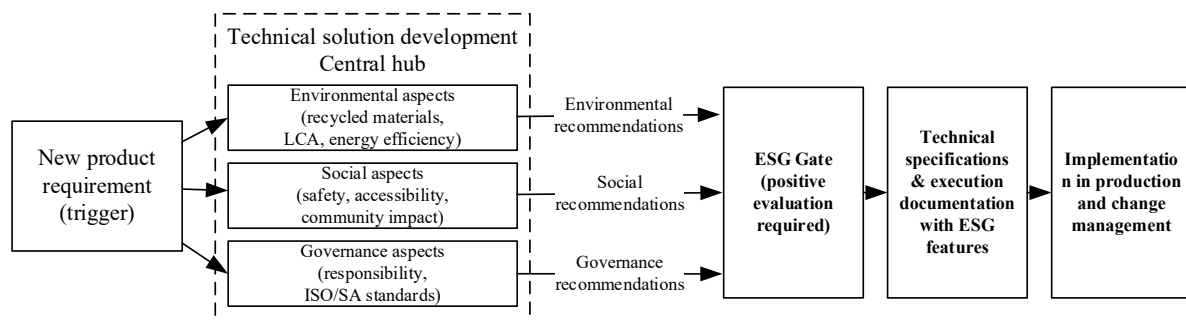 New product
requirement
(trigger)
Technical solution development
Central hub
Environmental aspects
(recycled materials,
LCA, energy efficiency)
Social aspects
(safety, accessibility,
community impact)
Governance aspects
(responsibility,
ISO/SA standards)
Environmental
recommendations
Social
recommendations
Governance
recommendations
ESG Gate
(positive
evaluation
required)
Technical
specifications
& execution
documentation
with ESG
features
Implementatio
n in production
and change
management